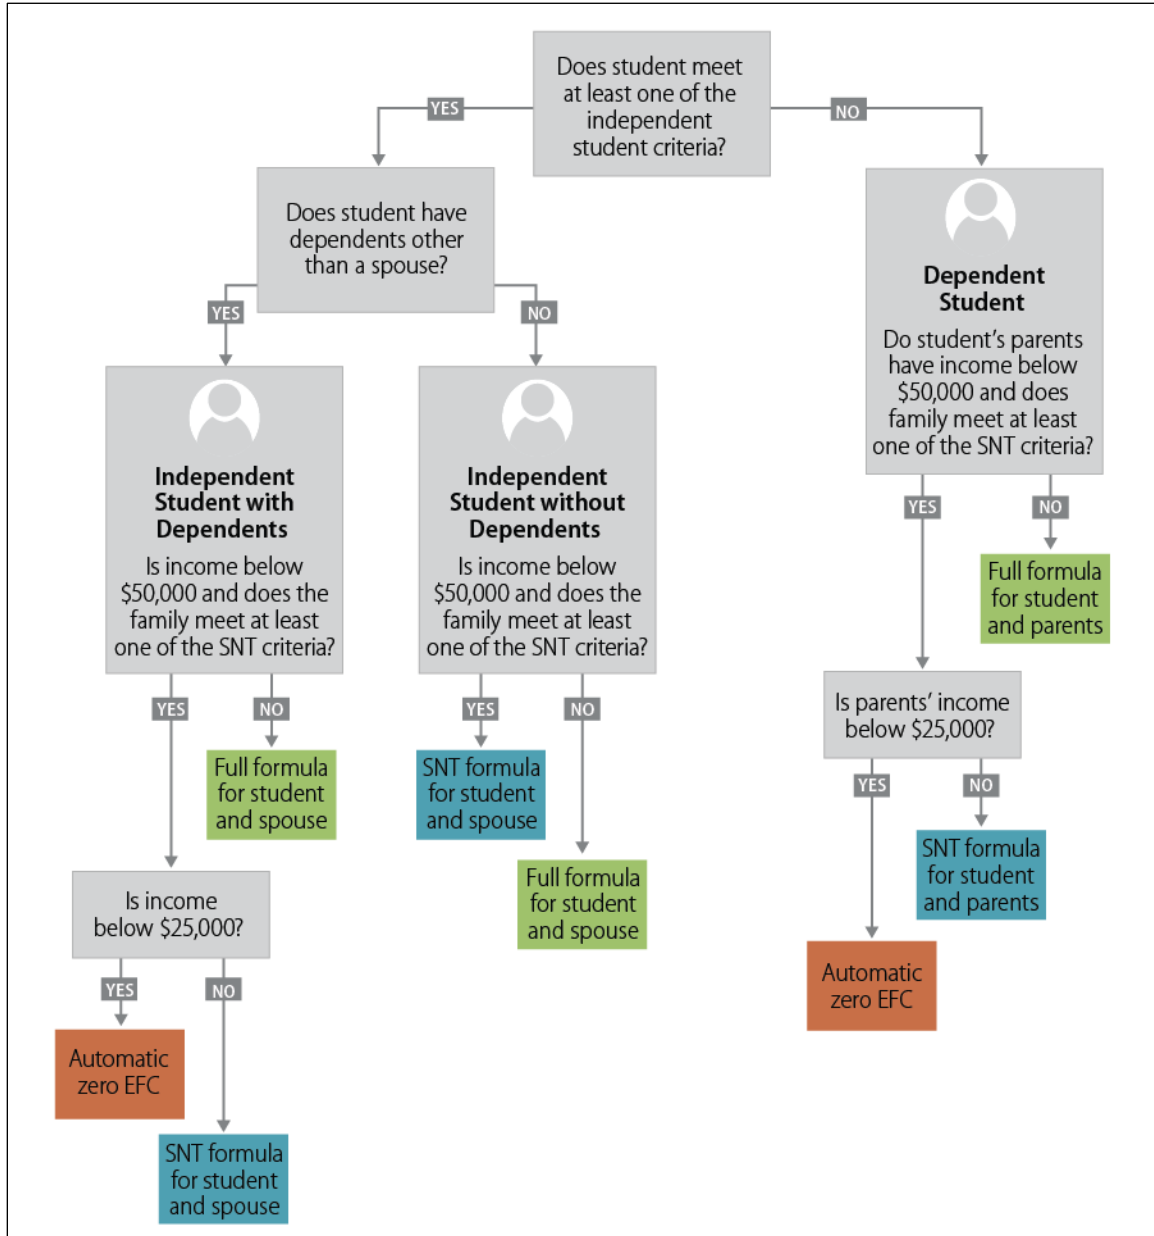 Does student meet
at least one of the
independent
student criteria?
YES
NO
Does student have
dependents other
than a spouse?
YES
NO
Dependent
Student
Do student's parents
have income below
$50,000 and does
family meet at least
one of the SNT criteria?
YES
NO
Independent
Student with
Dependents
Is income below
$50,000 and does the
family meet at least
one of the SNT criteria?
YES
NO
Independent
Student without
Dependents
Is income below
$50,000 and does the
family meet at least
one of the SNT criteria?
YES
NO
Full formula
for student
and parents
Is parents' income
below $25,000?
YES
NO
Full formula
for student
and spouse
SNT formula
for student
and spouse
Full formula
for student
and spouse
SNT formula
for student
and parents
Is income
below $25,000?
YES
NO
Automatic
zero EFC
Automatic
zero EFC
SNT formula
for student
and spouse